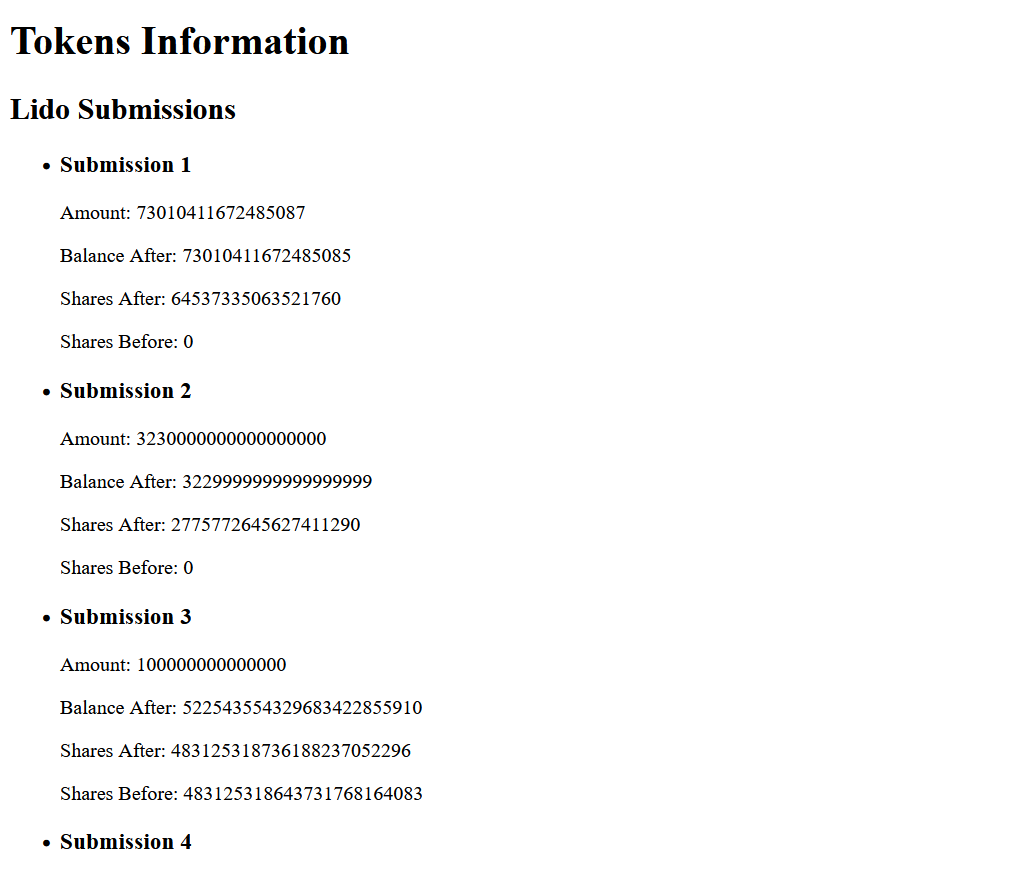 Tokens Information
Lido Submissions
Submission 1
Amount: 73010411672485087
Balance After: 73010411672485085
Shares After: 64537335063521760
Shares Before: 0
Submission 2
Amount: 3230000000000000000
Balance After: 3229999999999999999
Shares After: 2775772645627411290
Shares Before: 0
Submission 3
Amount: 100000000000000
Balance After: 522543554329683422855910
Shares After: 483125318736188237052296
Shares Before: 483125318643731768164083
Submission 4